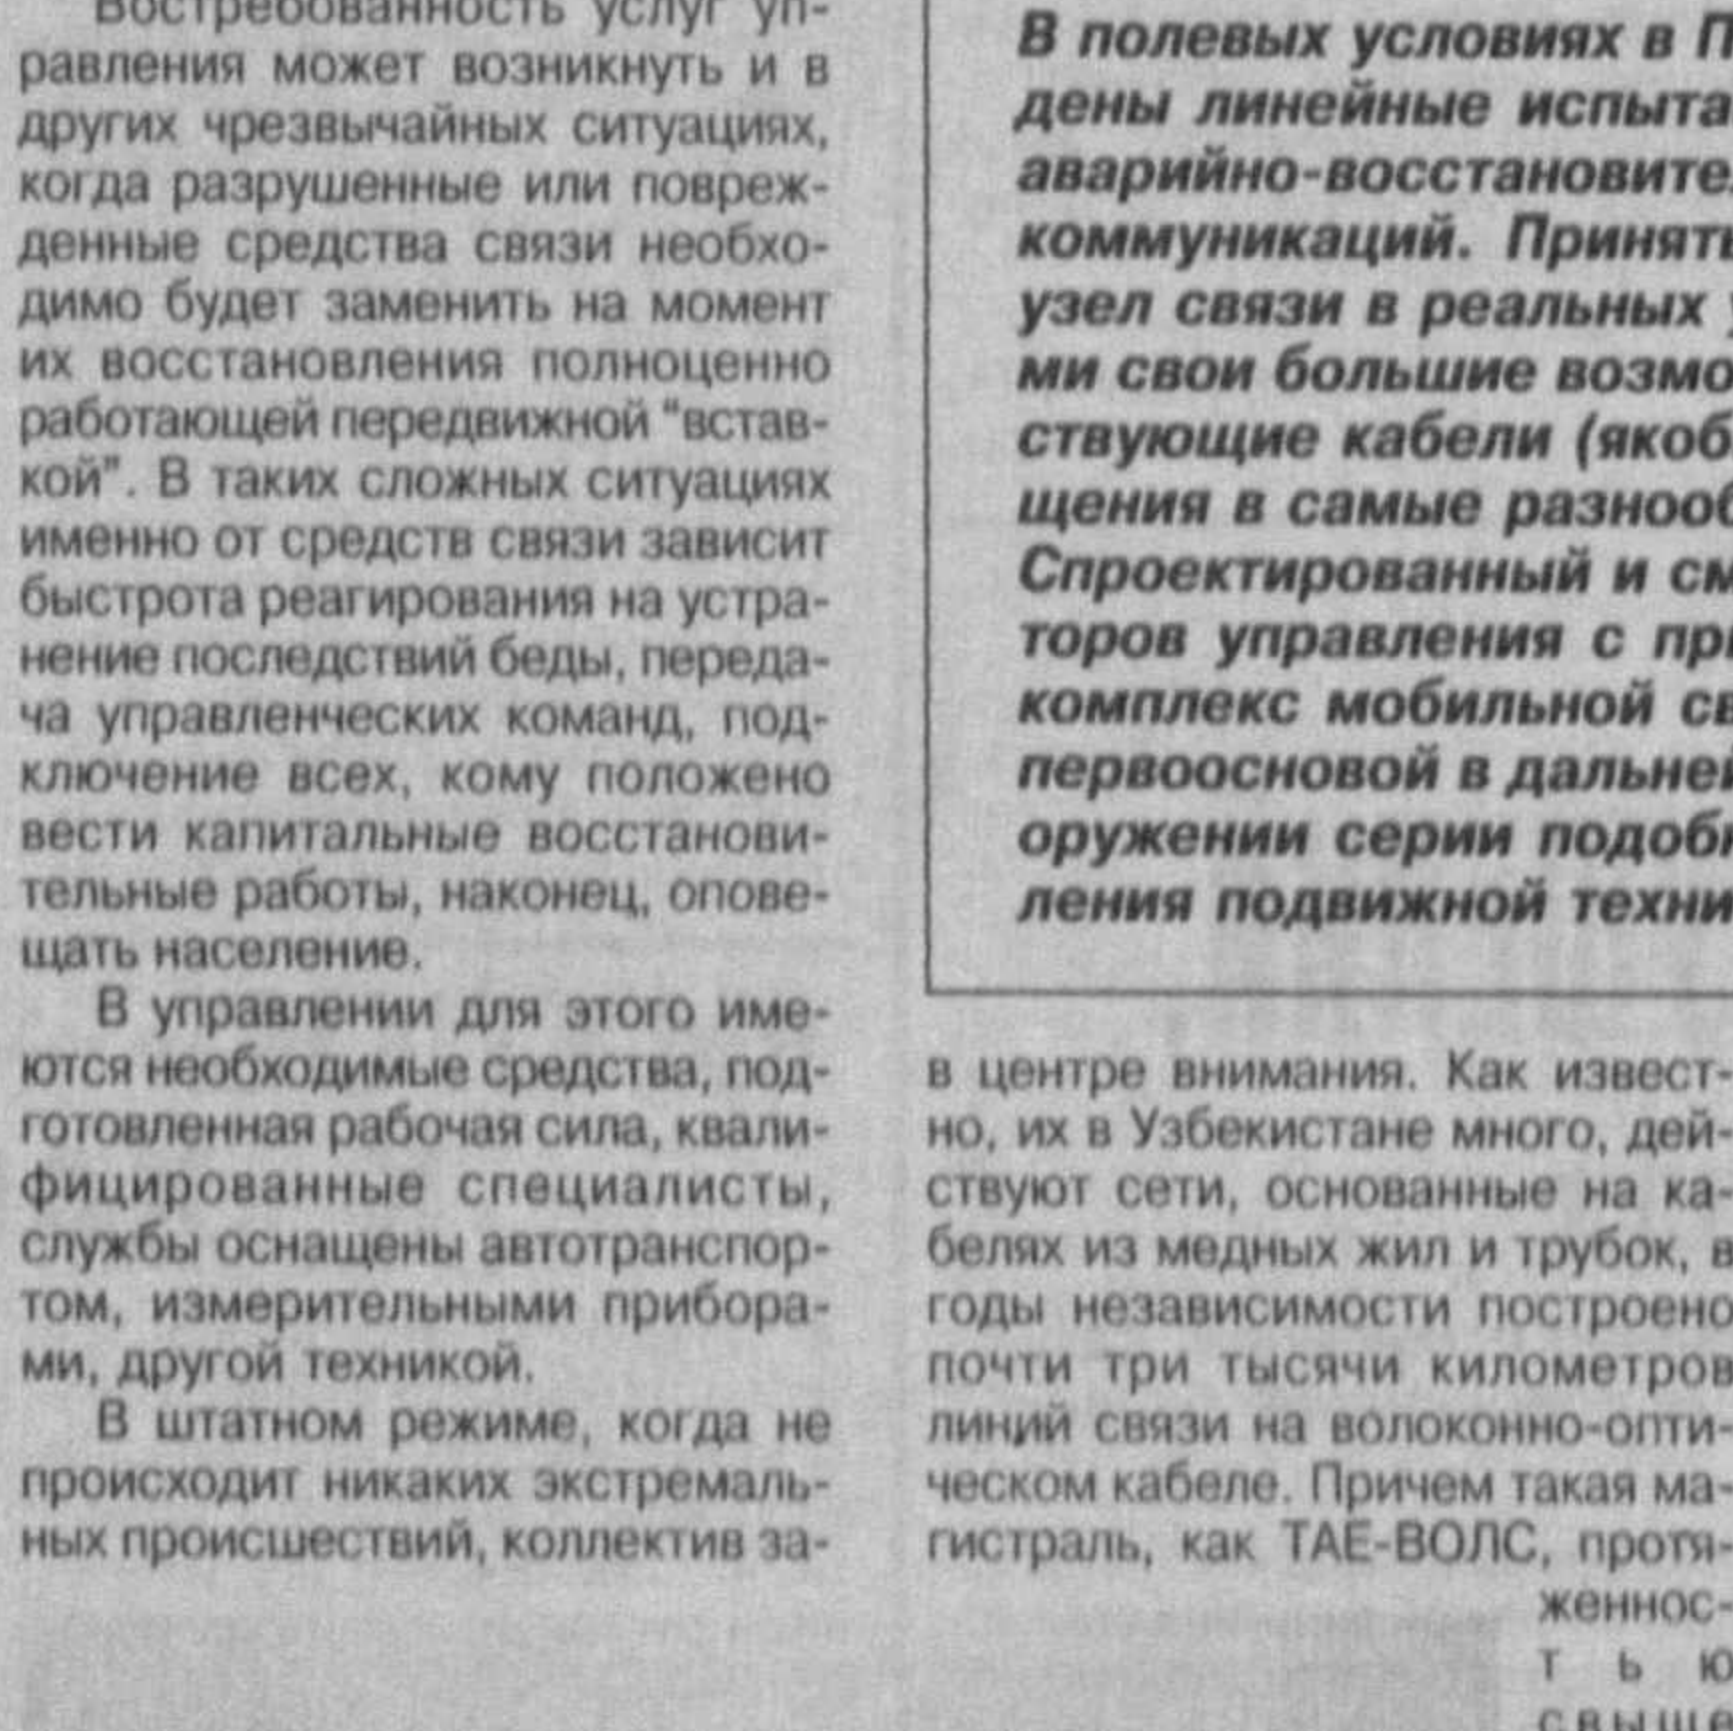 Востребованность услуг уп-
равления может возникнуть и в
других чрезвычайных ситуациях,
когда разрушенные или повреж-
денные средства связи необхо-
димо будет заменить на момент
их восстановления полноценно
работающей передвижной "встав-
кой". В таких сложных ситуациях
именно от средств связи зависит
быстрота реагирования на устра-
нение последствий беды, переда-
ча управленческих команд, под-
ключение всех, кому положено
вести капитальные восстанови-
тельные работы, наконец, опове-
щать население.
В управлении для этого име-
ются необходимые средства, под-
готовленная рабочая сила, квали-
фицированные специалисты,
службы оснащены автотранспор-
том, измерительными прибора-
ми, другой техникой.
В штатном режиме, когда не
происходит никаких экстремаль-
ных происшествий, коллектив за-
В полевых условиях в П
дены линейные испыта
аварийно-восстановите
коммуникаций. Принять
узел связи в реальных
ми свои большие возмо
ствующие кабели (якоб
щения в самые разнооб
Спроектированный и см
торов управления с при
комплекс мобильной св
первоосновой в дальней
оружении серии подобн
ления подвижной техни
в центре внимания. Как извест-
но, их в Узбекистане много, дей-
ствуют сети, основанные на ка-
белях из медных жил и трубок, в
годы независимости построено
почти три тысячи километров
линий связи на волоконно-опти-
ческом кабеле. Причем такая ма-
гистраль, как ТАЕ-ВОЛС, протя-
женнос-
т ь ю
свыше